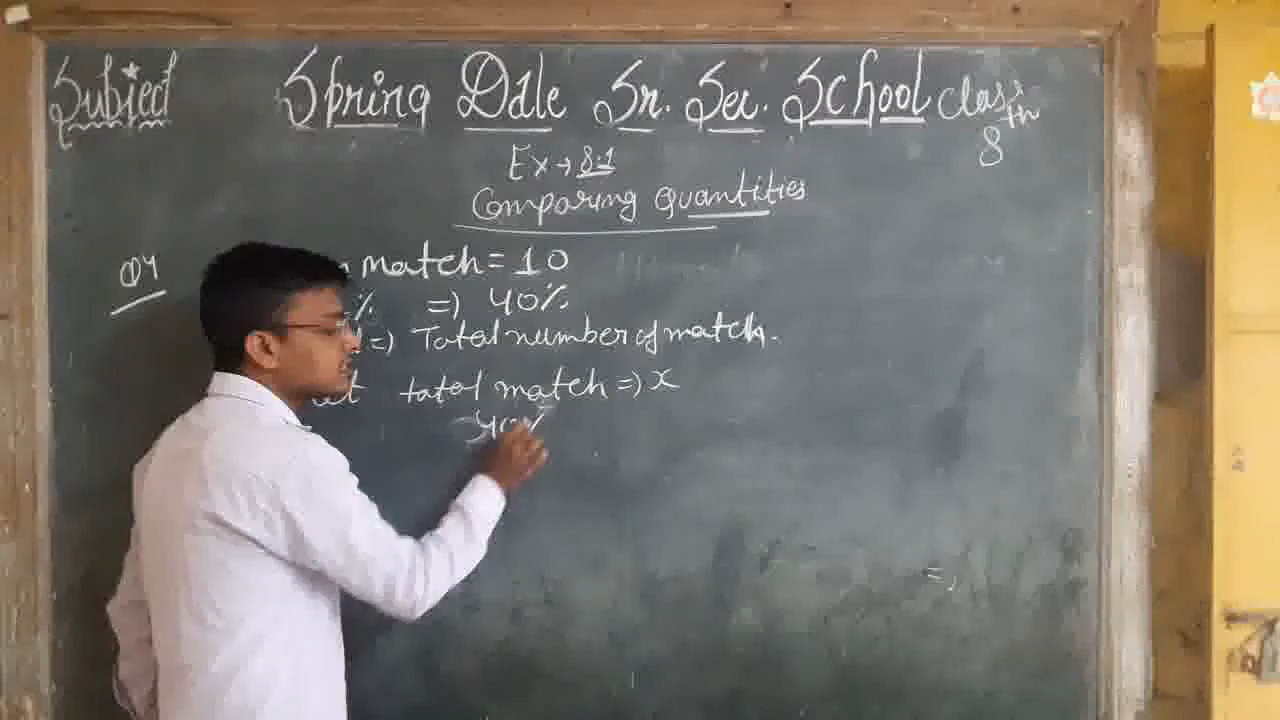 Subject Spring Dale Sr. Sec. School Class 8th
Ex → 8.1
Comparing Quantities
Q4 match = 10
% => 40%
=> Total number of match.
total match => x
40%
=,